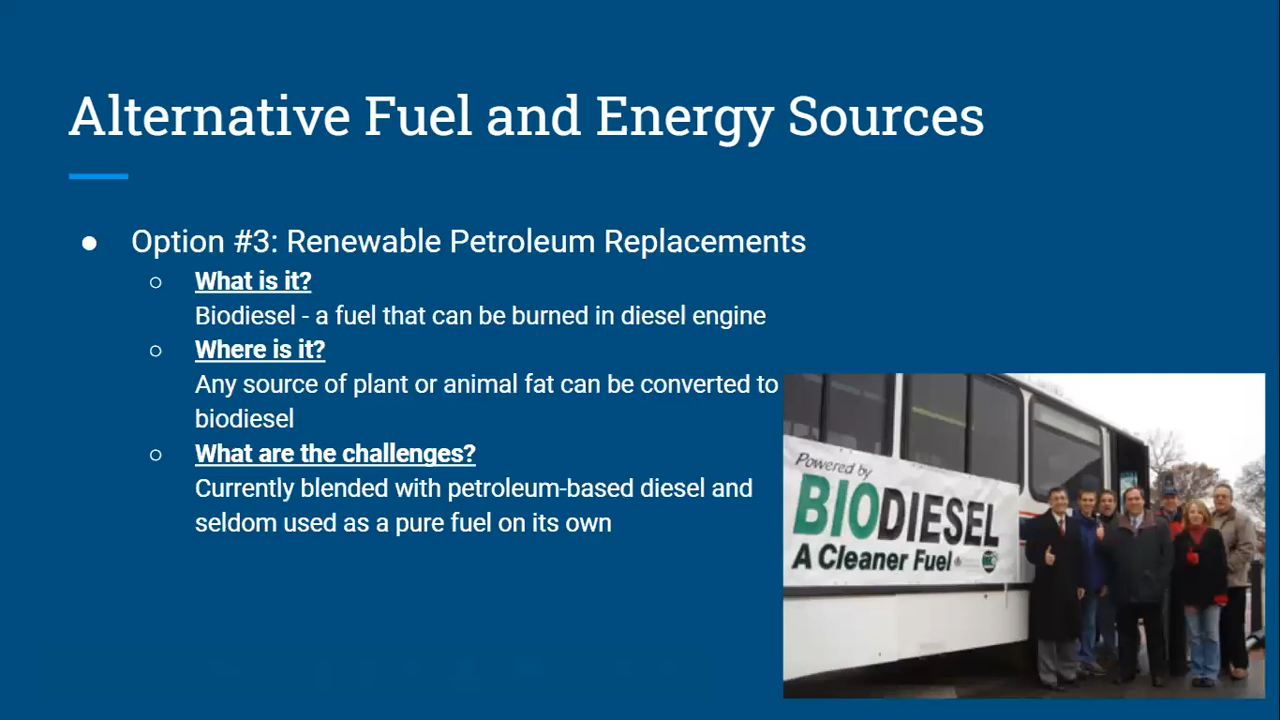 Alternative Fuel and Energy Sources
● Option #3: Renewable Petroleum Replacements
○ What is it?
Biodiesel - a fuel that can be burned in diesel engine
○ Where is it?
Any source of plant or animal fat can be converted to
biodiesel
○ What are the challenges?
Currently blended with petroleum-based diesel and
seldom used as a pure fuel on its own
Powered by
BIODIESEL
A Cleaner Fuel